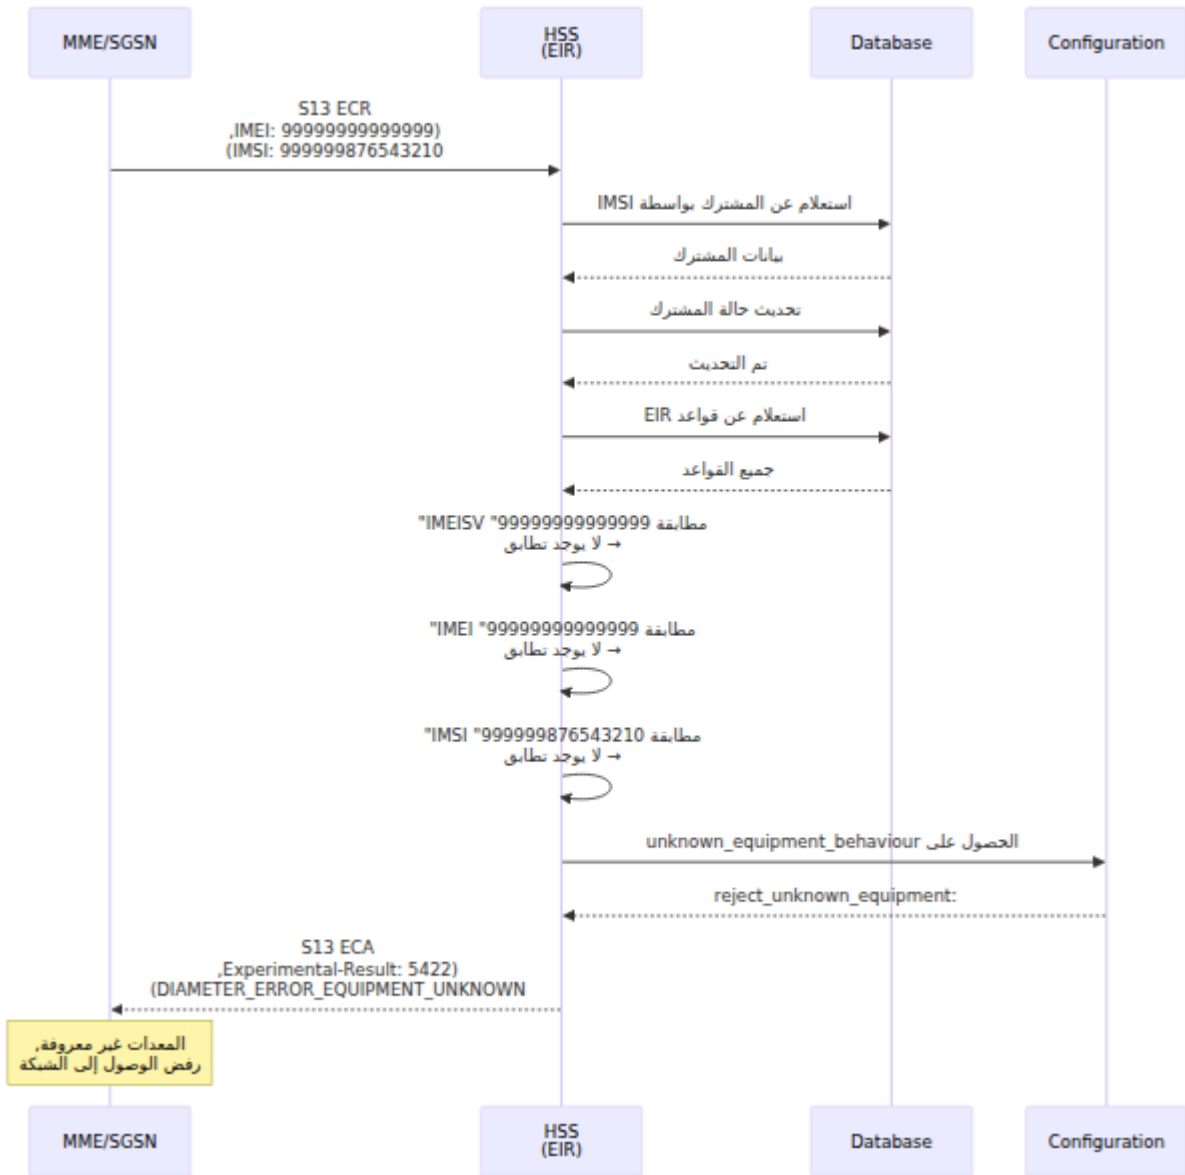 MME/SGSN
HSS
(EIR)
Database
Configuration
S13 ECR
,IMEI: 99999999999999)
(IMSI: 999999876543210
استعلام عن المشترك بواسطة IMSI
بيانات المشترك
تحديث حالة المشترك
تم التحديث
استعلام عن قواعد EIR
جميع القواعد
مطابقة IMEISV "99999999999999"
→ لا يوجد تطابق
مطابقة IMEI "99999999999999"
→ لا يوجد تطابق
مطابقة IMSI "999999876543210"
→ لا يوجد تطابق
الحصول على unknown_equipment_behaviour
reject_unknown_equipment:
S13 ECA
,Experimental-Result: 5422)
(DIAMETER_ERROR_EQUIPMENT_UNKNOWN
المعدات غير معروفة,
رفض الوصول إلى الشبكة
MME/SGSN
HSS
(EIR)
Database
Configuration